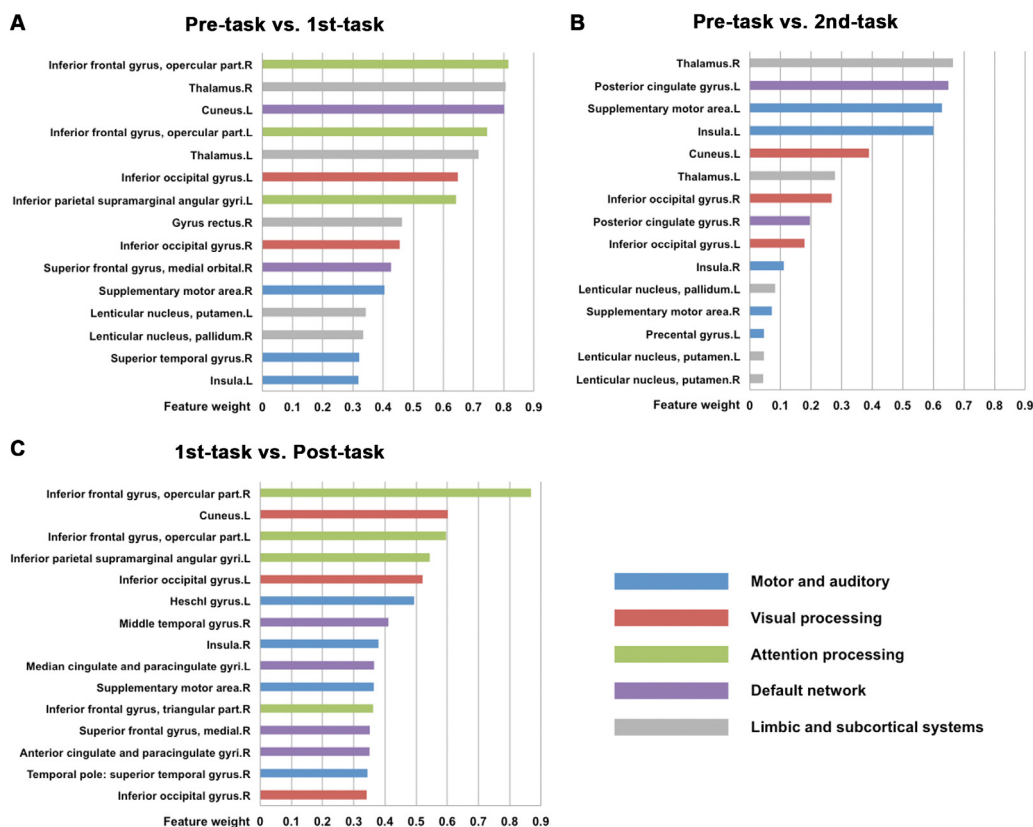 A
Pre-task vs. 1st-task
Inferior frontal gyrus, opercular part.R
Thalamus.R
Cuneus.L
Inferior frontal gyrus, opercular part.L
Thalamus.L
Inferior occipital gyrus.L
Inferior parietal supramarginal angular gyri.L
Gyrus rectus.R
Inferior occipital gyrus.R
Superior frontal gyrus, medial orbital.R
Supplementary motor area.R
Lenticular nucleus, putamen.L
Lenticular nucleus, pallidum.R
Superior temporal gyrus.R
Insula.L
Feature weight 0 0.1 0.2 0.3 0.4 0.5 0.6 0.7 0.8 0.9
B
Pre-task vs. 2nd-task
Thalamus.R
Posterior cingulate gyrus.L
Supplementary motor area.L
Insula.L
Cuneus.L
Thalamus.L
Inferior occipital gyrus.R
Posterior cingulate gyrus.R
Inferior occipital gyrus.L
Insula.R
Lenticular nucleus, pallidum.L
Supplementary motor area.R
Precental gyrus.L
Lenticular nucleus, putamen.L
Lenticular nucleus, putamen.R
Feature weight 0 0.1 0.2 0.3 0.4 0.5 0.6 0.7 0.8 0.9
C
1st-task vs. Post-task
Inferior frontal gyrus, opercular part.R
Cuneus.L
Inferior frontal gyrus, opercular part.L
Inferior parietal supramarginal angular gyri.L
Inferior occipital gyrus.L
Heschl gyrus.L
Middle temporal gyrus.R
Insula.R
Median cingulate and paracingulate gyri.L
Supplementary motor area.R
Inferior frontal gyrus, triangular part.R
Superior frontal gyrus, medial.R
Anterior cingulate and paracingulate gyri.R
Temporal pole: superior temporal gyrus.R
Inferior occipital gyrus.R
Feature weight 0 0.1 0.2 0.3 0.4 0.5 0.6 0.7 0.8 0.9
Motor and auditory
Visual processing
Attention processing
Default network
Limbic and subcortical systems